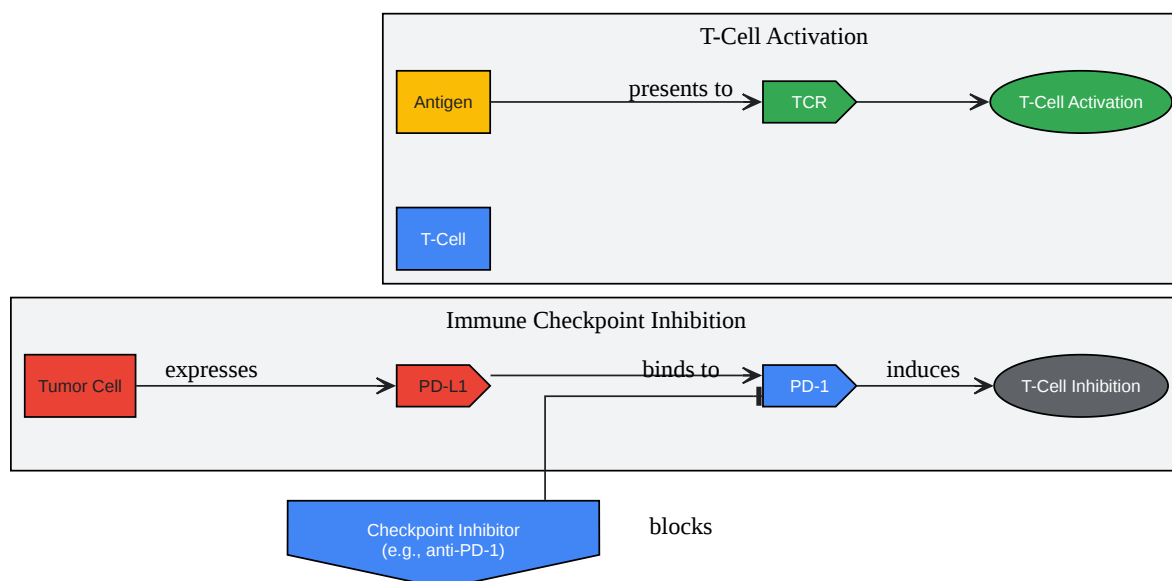 T-Cell Activation
Antigen
presents to
TCR
T-Cell Activation
T-Cell
Immune Checkpoint Inhibition
Tumor Cell
expresses
PD-L1
binds to
PD-1
induces
T-Cell Inhibition
Checkpoint Inhibitor
(e.g., anti-PD-1)
blocks